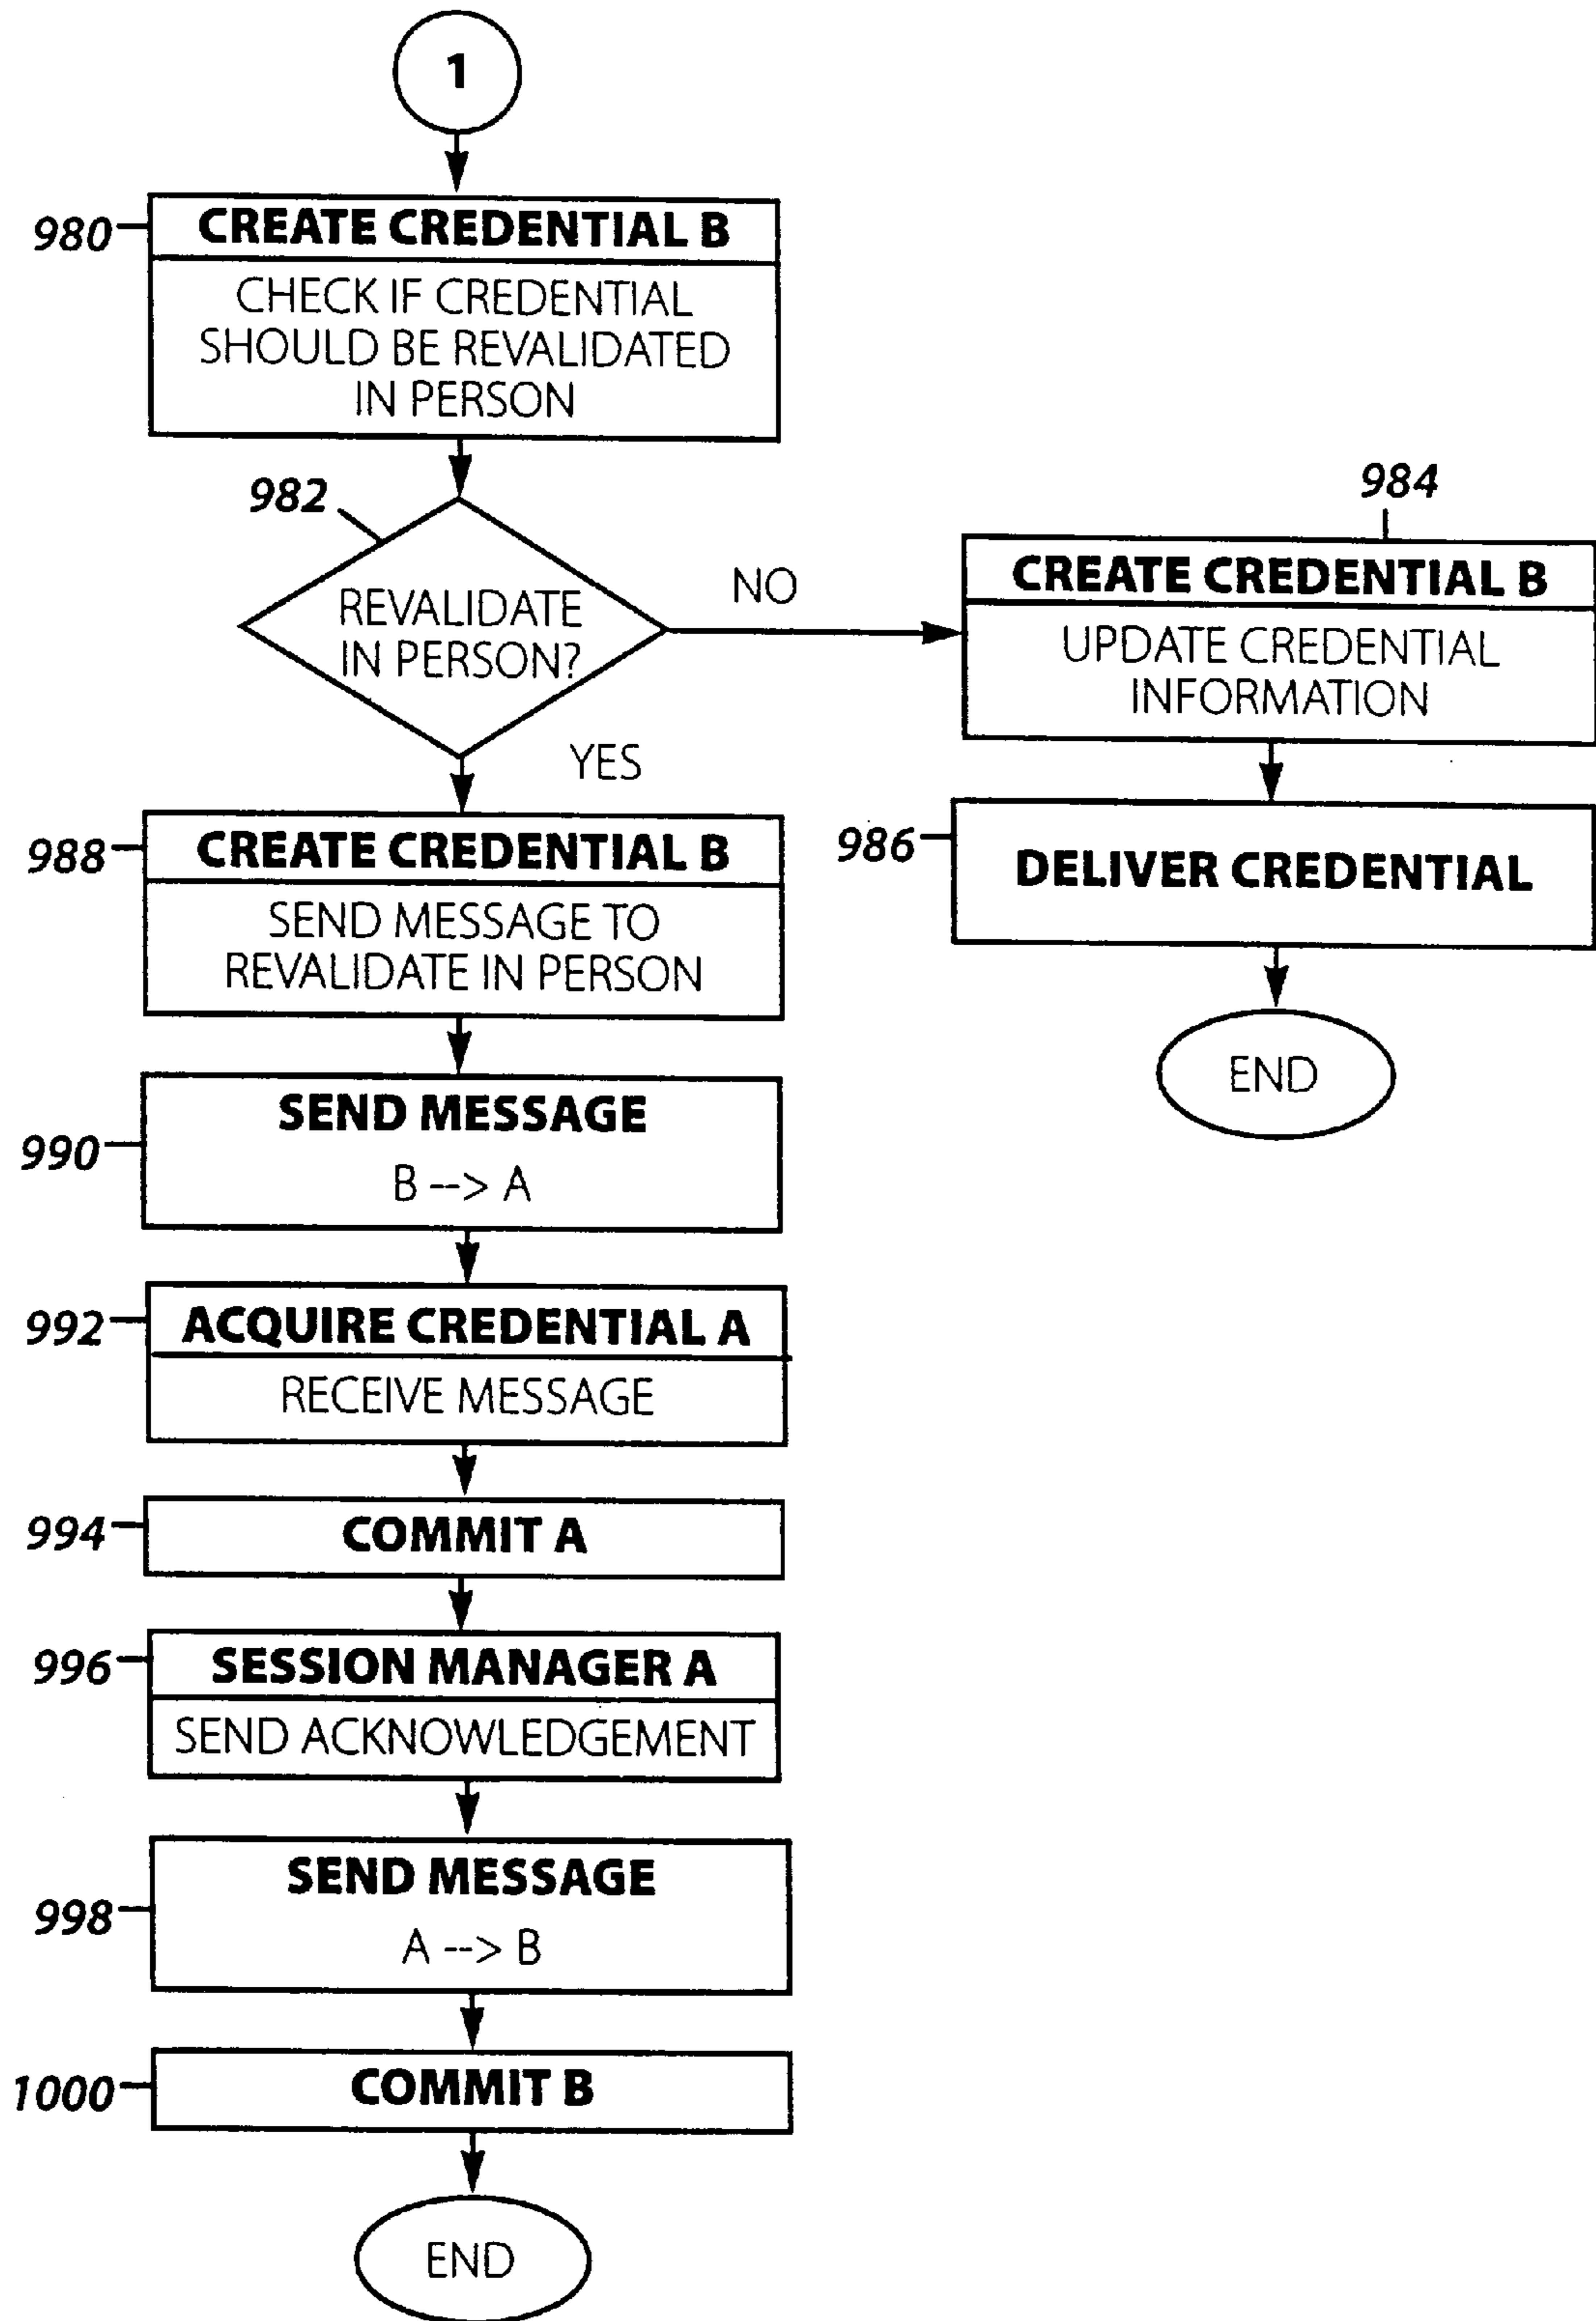 1
980
CREATE CREDENTIAL B
CHECK IF CREDENTIAL
SHOULD BE REVALIDATED
IN PERSON
982
REVALIDATE
IN PERSON?
NO
984
CREATE CREDENTIAL B
UPDATE CREDENTIAL
INFORMATION
986
DELIVER CREDENTIAL
END
YES
988
CREATE CREDENTIAL B
SEND MESSAGE TO
REVALIDATE IN PERSON
990
SEND MESSAGE
B --> A
992
ACQUIRE CREDENTIAL A
RECEIVE MESSAGE
994
COMMIT A
996
SESSION MANAGER A
SEND ACKNOWLEDGEMENT
998
SEND MESSAGE
A --> B
1000
COMMIT B
END